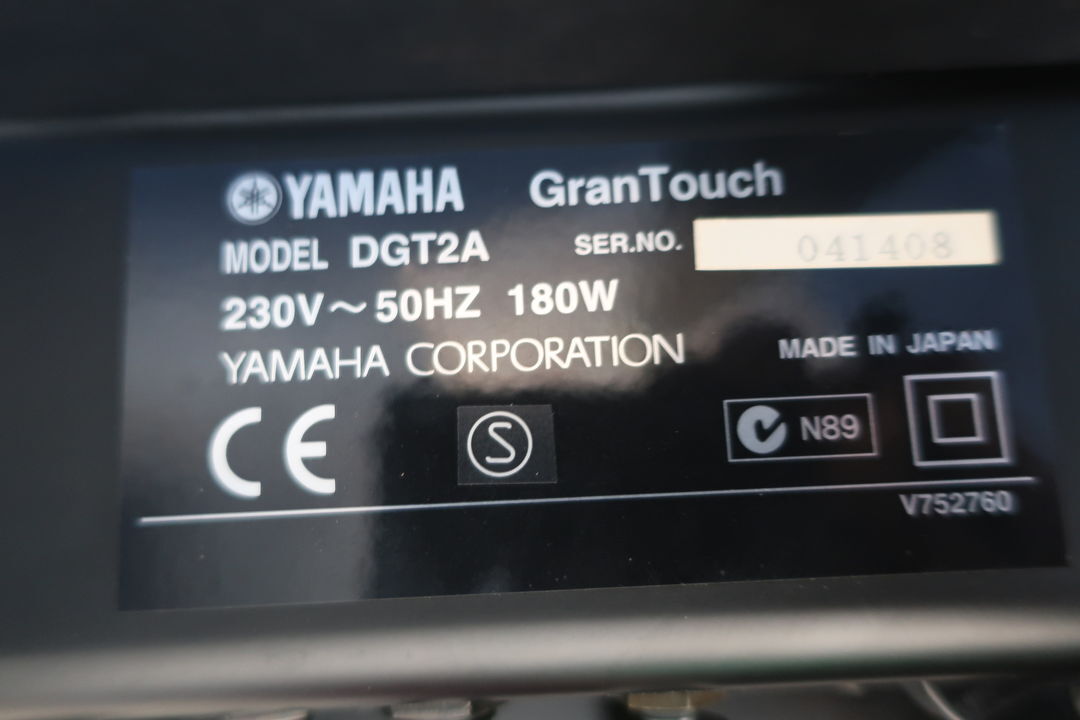 YAMAHA GranTouch
MODEL DGT2A SER.NO. 041408
230V～50HZ 180W
YAMAHA CORPORATION MADE IN JAPAN
CE S N89
V752760